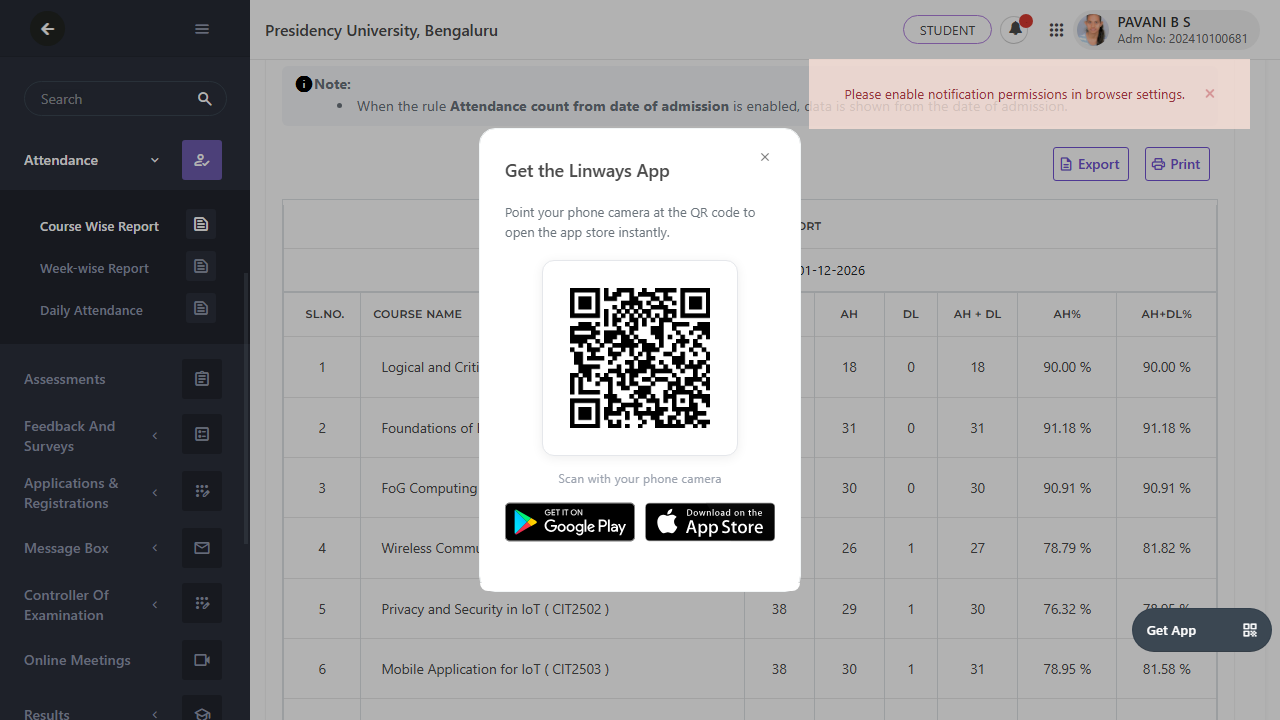 Presidency University, Bengaluru
STUDENT
PAVANI B S
Adm No: 202410100681
Search
Attendance
Course Wise Report
Week-wise Report
Daily Attendance
Assessments
Feedback And
Surveys
Applications &
Registrations
Message Box
Controller Of
Examination
Online Meetings
Results
Note:
When the rule Attendance count from date of admission is enabled, data is shown from the date of admission.
Please enable notification permissions in browser settings. ×
Export
Print
Get the Linways App ×
Point your phone camera at the QR code to
open the app store instantly.
Scan with your phone camera
GET IT ON
Google Play
Download on the
App Store
ORT
01-12-2026
SL.NO. COURSE NAME AH DL AH + DL AH% AH+DL%
1 Logical and Criti 18 0 18 90.00 % 90.00 %
2 Foundations of 31 0 31 91.18 % 91.18 %
3 FoG Computing 30 0 30 90.91 % 90.91 %
4 Wireless Commu 26 1 27 78.79 % 81.82 %
5 Privacy and Security in IoT ( CIT2502 ) 38 29 1 30 76.32 % 78.95 %
6 Mobile Application for IoT ( CIT2503 ) 38 30 1 31 78.95 % 81.58 %
Get App